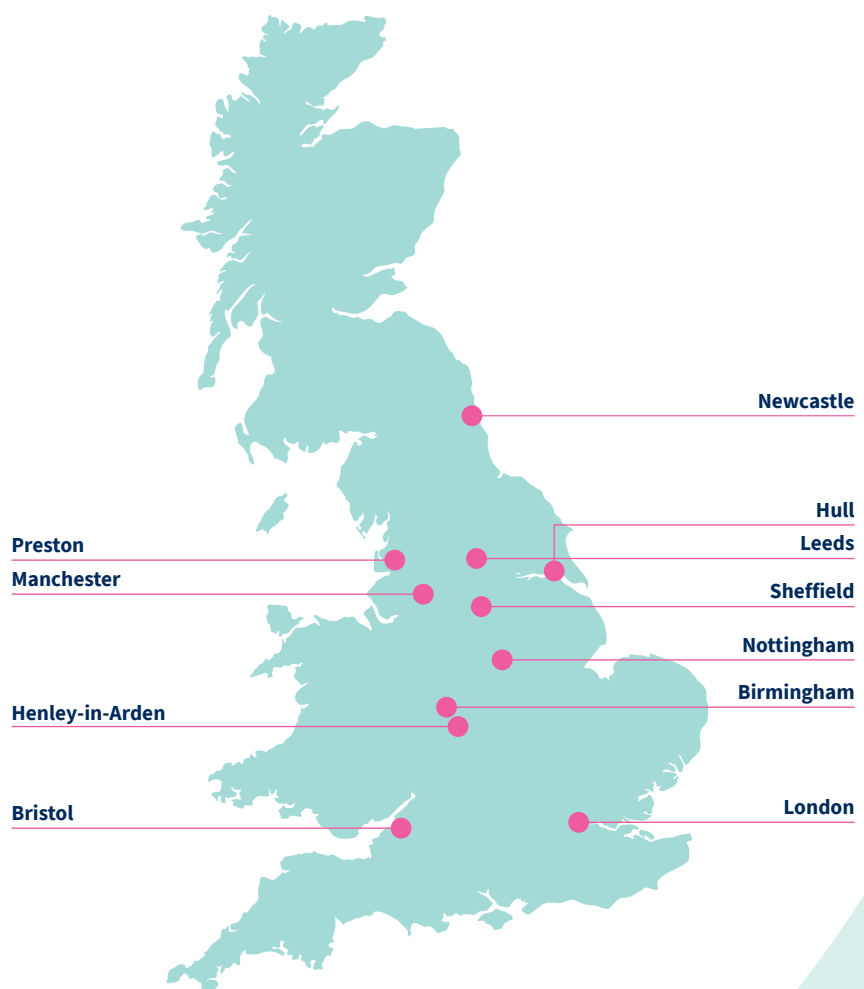 Newcastle
Hull
Preston
Leeds
Manchester
Sheffield
Nottingham
Birmingham
Henley-in-Arden
London
Bristol